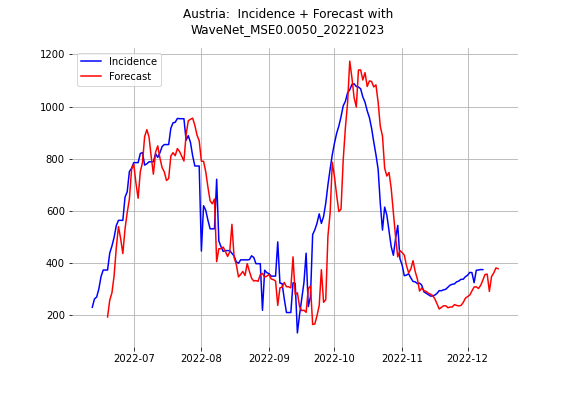 Austria:  Incidence + Forecast with
WaveNet_MSE0.0050_20221023
Incidence
Forecast
1200
1000
800
600
400
200
2022-07 2022-08 2022-09 2022-10 2022-11 2022-12